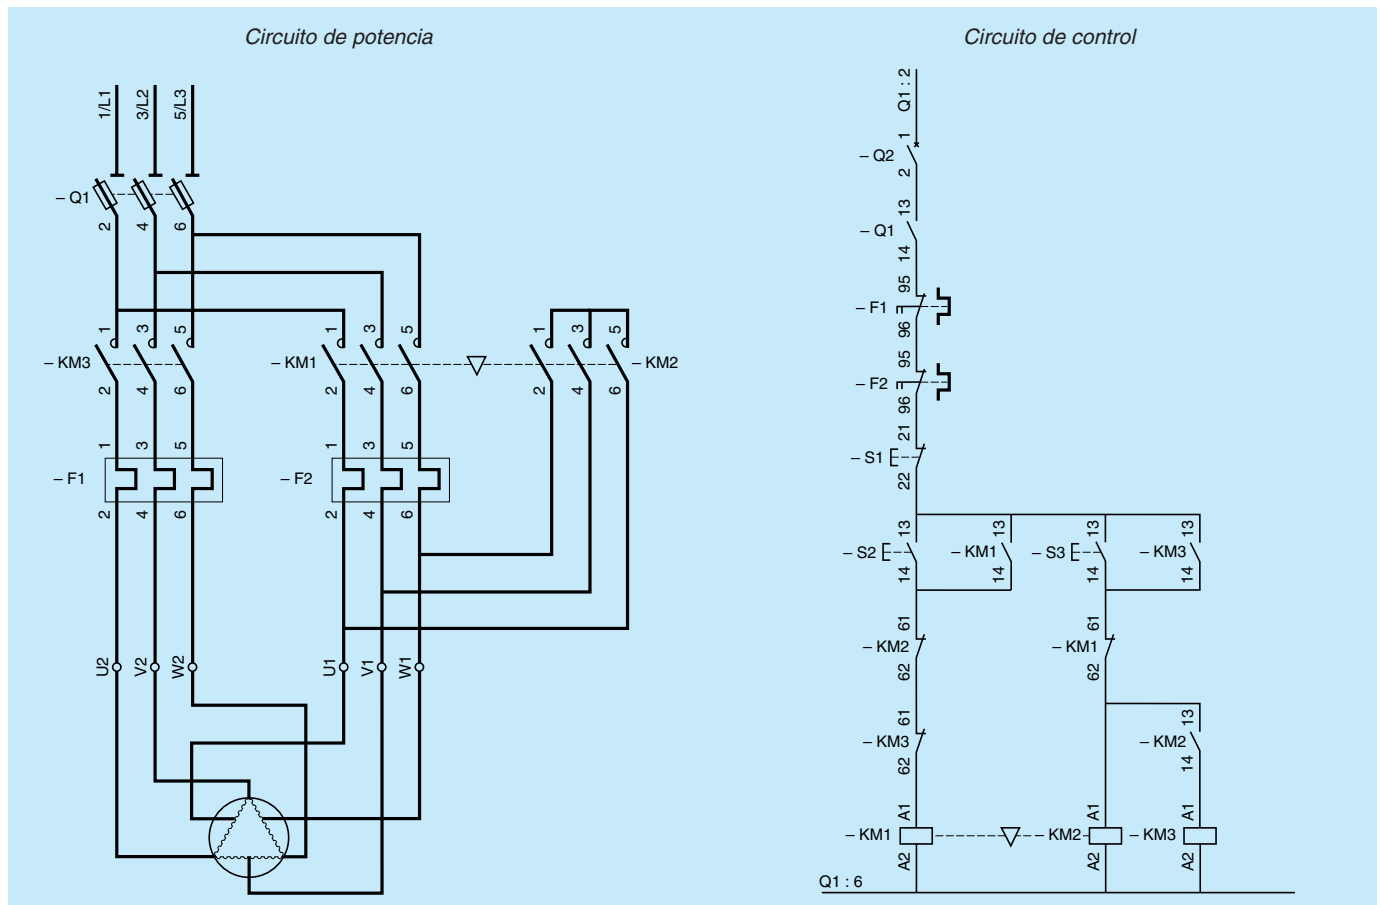 Circuito de potencia
1/L1 3/L2 5/L3
– Q1
2 4 6
1 3 5
– KM3
2 4 6
1 3 5
– KM1
2 4 6
1 3 5
– KM2
2 4 6
1 3 5
– F1
2 4 6
1 3 5
– F2
2 4 6
U2 V2 W2
U1 V1 W1
Circuito de control
Q1 : 2
1
– Q2
2
13
– Q1
14
95
– F1
96
95
– F2
96
21
– S1
22
13 13 13 13
– S2 – KM1 – S3 – KM3
14 14 14 14
61 61
– KM2 – KM1
62 62
61 13
– KM3 – KM2
62 14
A1 A1 A1
– KM1 – KM2 – KM3
A2 A2 A2
Q1 : 6